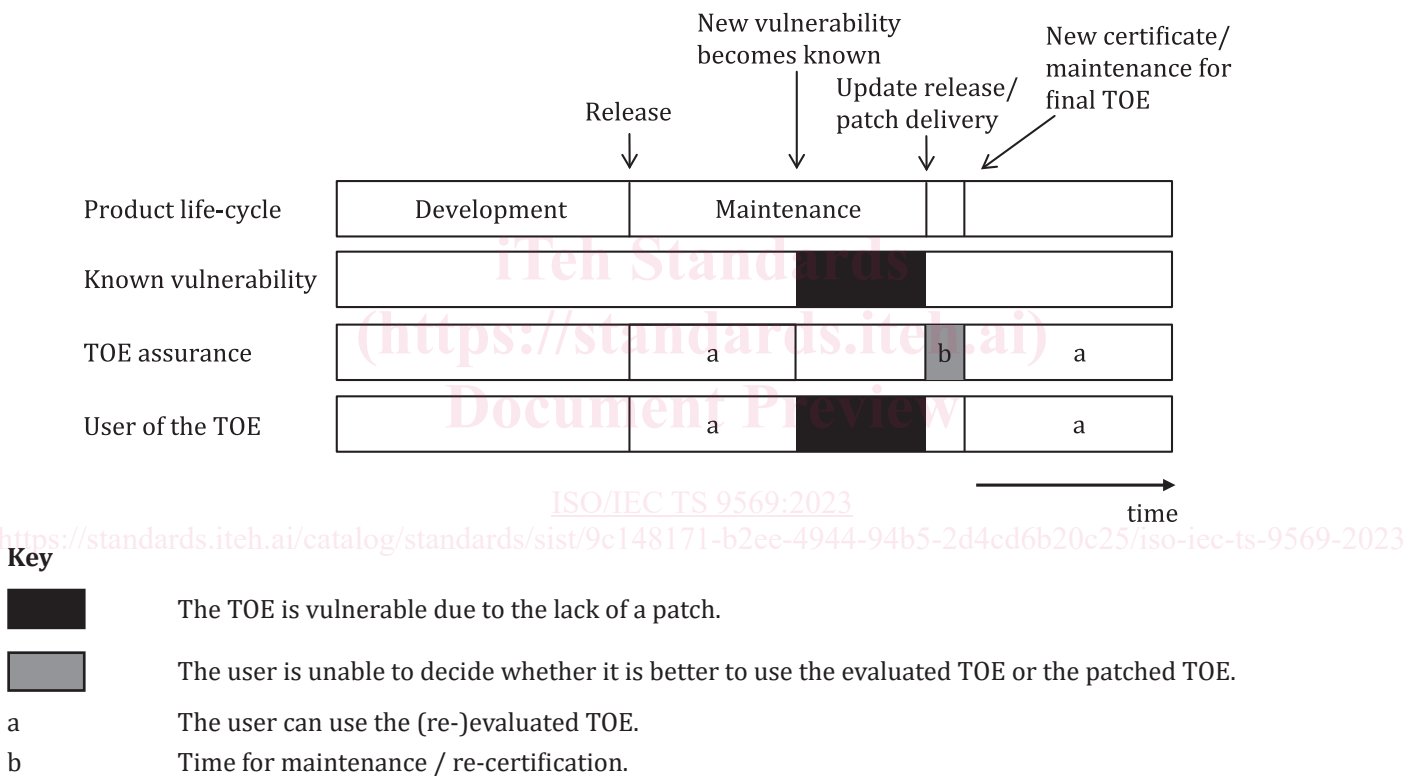 New vulnerability
becomes known
New certificate/
maintenance for
final TOE
Update release/
patch delivery
Release
Product life-cycle
Development
Maintenance
iTeh Standards
Known vulnerability
(https://standards.iteh.ai)
TOE assurance
a
b
a
Document Preview
User of the TOE
a
a
ISO/IEC TS 9569:2023
time
https://standards.iteh.ai/catalog/standards/sist/9c148171-b2ee-4944-94b5-2d4cd6b20c25/iso-iec-ts-9569-2023
Key
The TOE is vulnerable due to the lack of a patch.
The user is unable to decide whether it is better to use the evaluated TOE or the patched TOE.
a The user can use the (re-)evaluated TOE.
b Time for maintenance / re-certification.